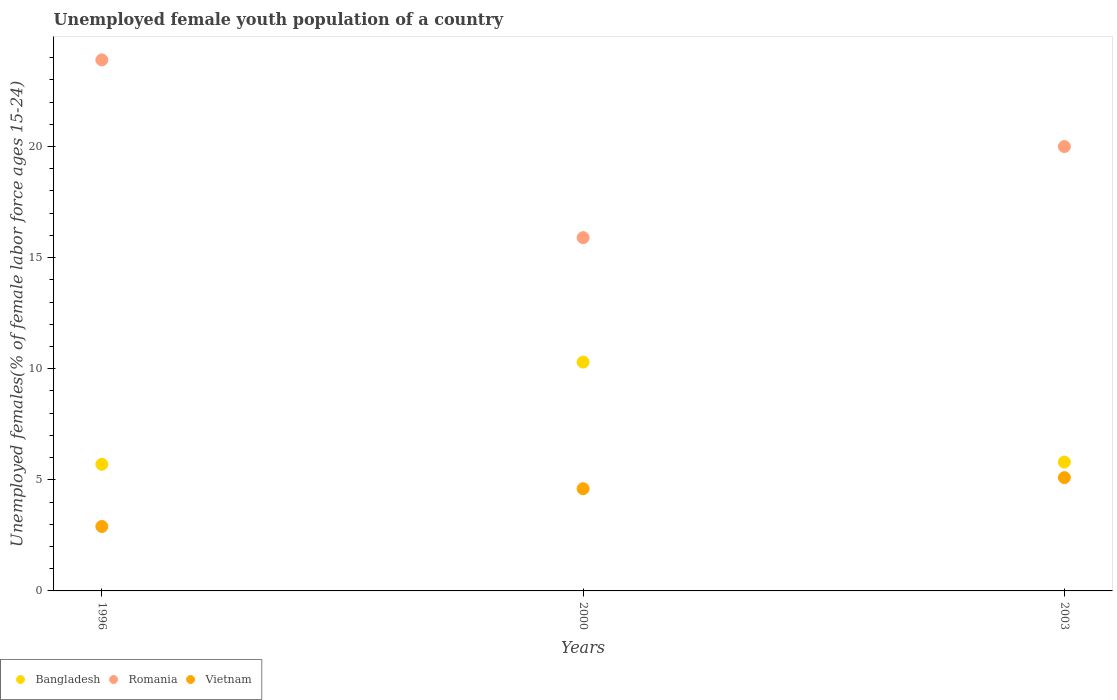 Unemployed female youth population of a country
Unemployed females(% of female labor force ages 15-24)
20
15
10
5
0
1996
2000
2003
Years
Bangladesh
Romania
Vietnam